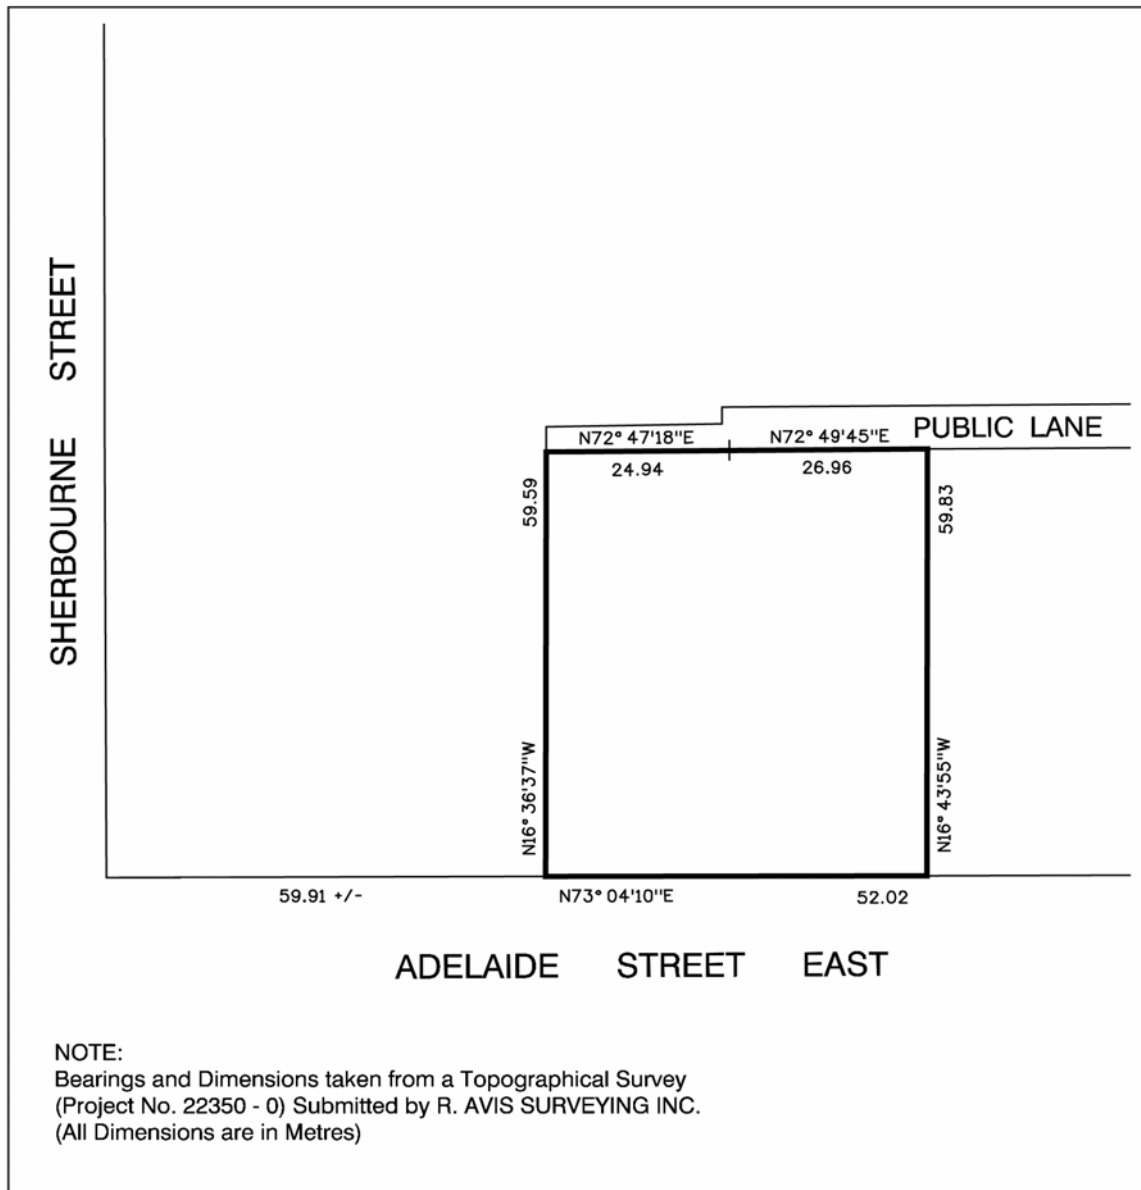 SHERBOURNE STREET
N72° 47'18"E
N72° 49'45"E
PUBLIC LANE
24.94
26.96
59.59
59.83
N16° 36'37"W
N16° 43'55"W
59.91 +/-
N73° 04'10"E
52.02
ADELAIDE STREET EAST
NOTE:
Bearings and Dimensions taken from a Topographical Survey
(Project No. 22350 - 0) Submitted by R. AVIS SURVEYING INC.
(All Dimensions are in Metres)